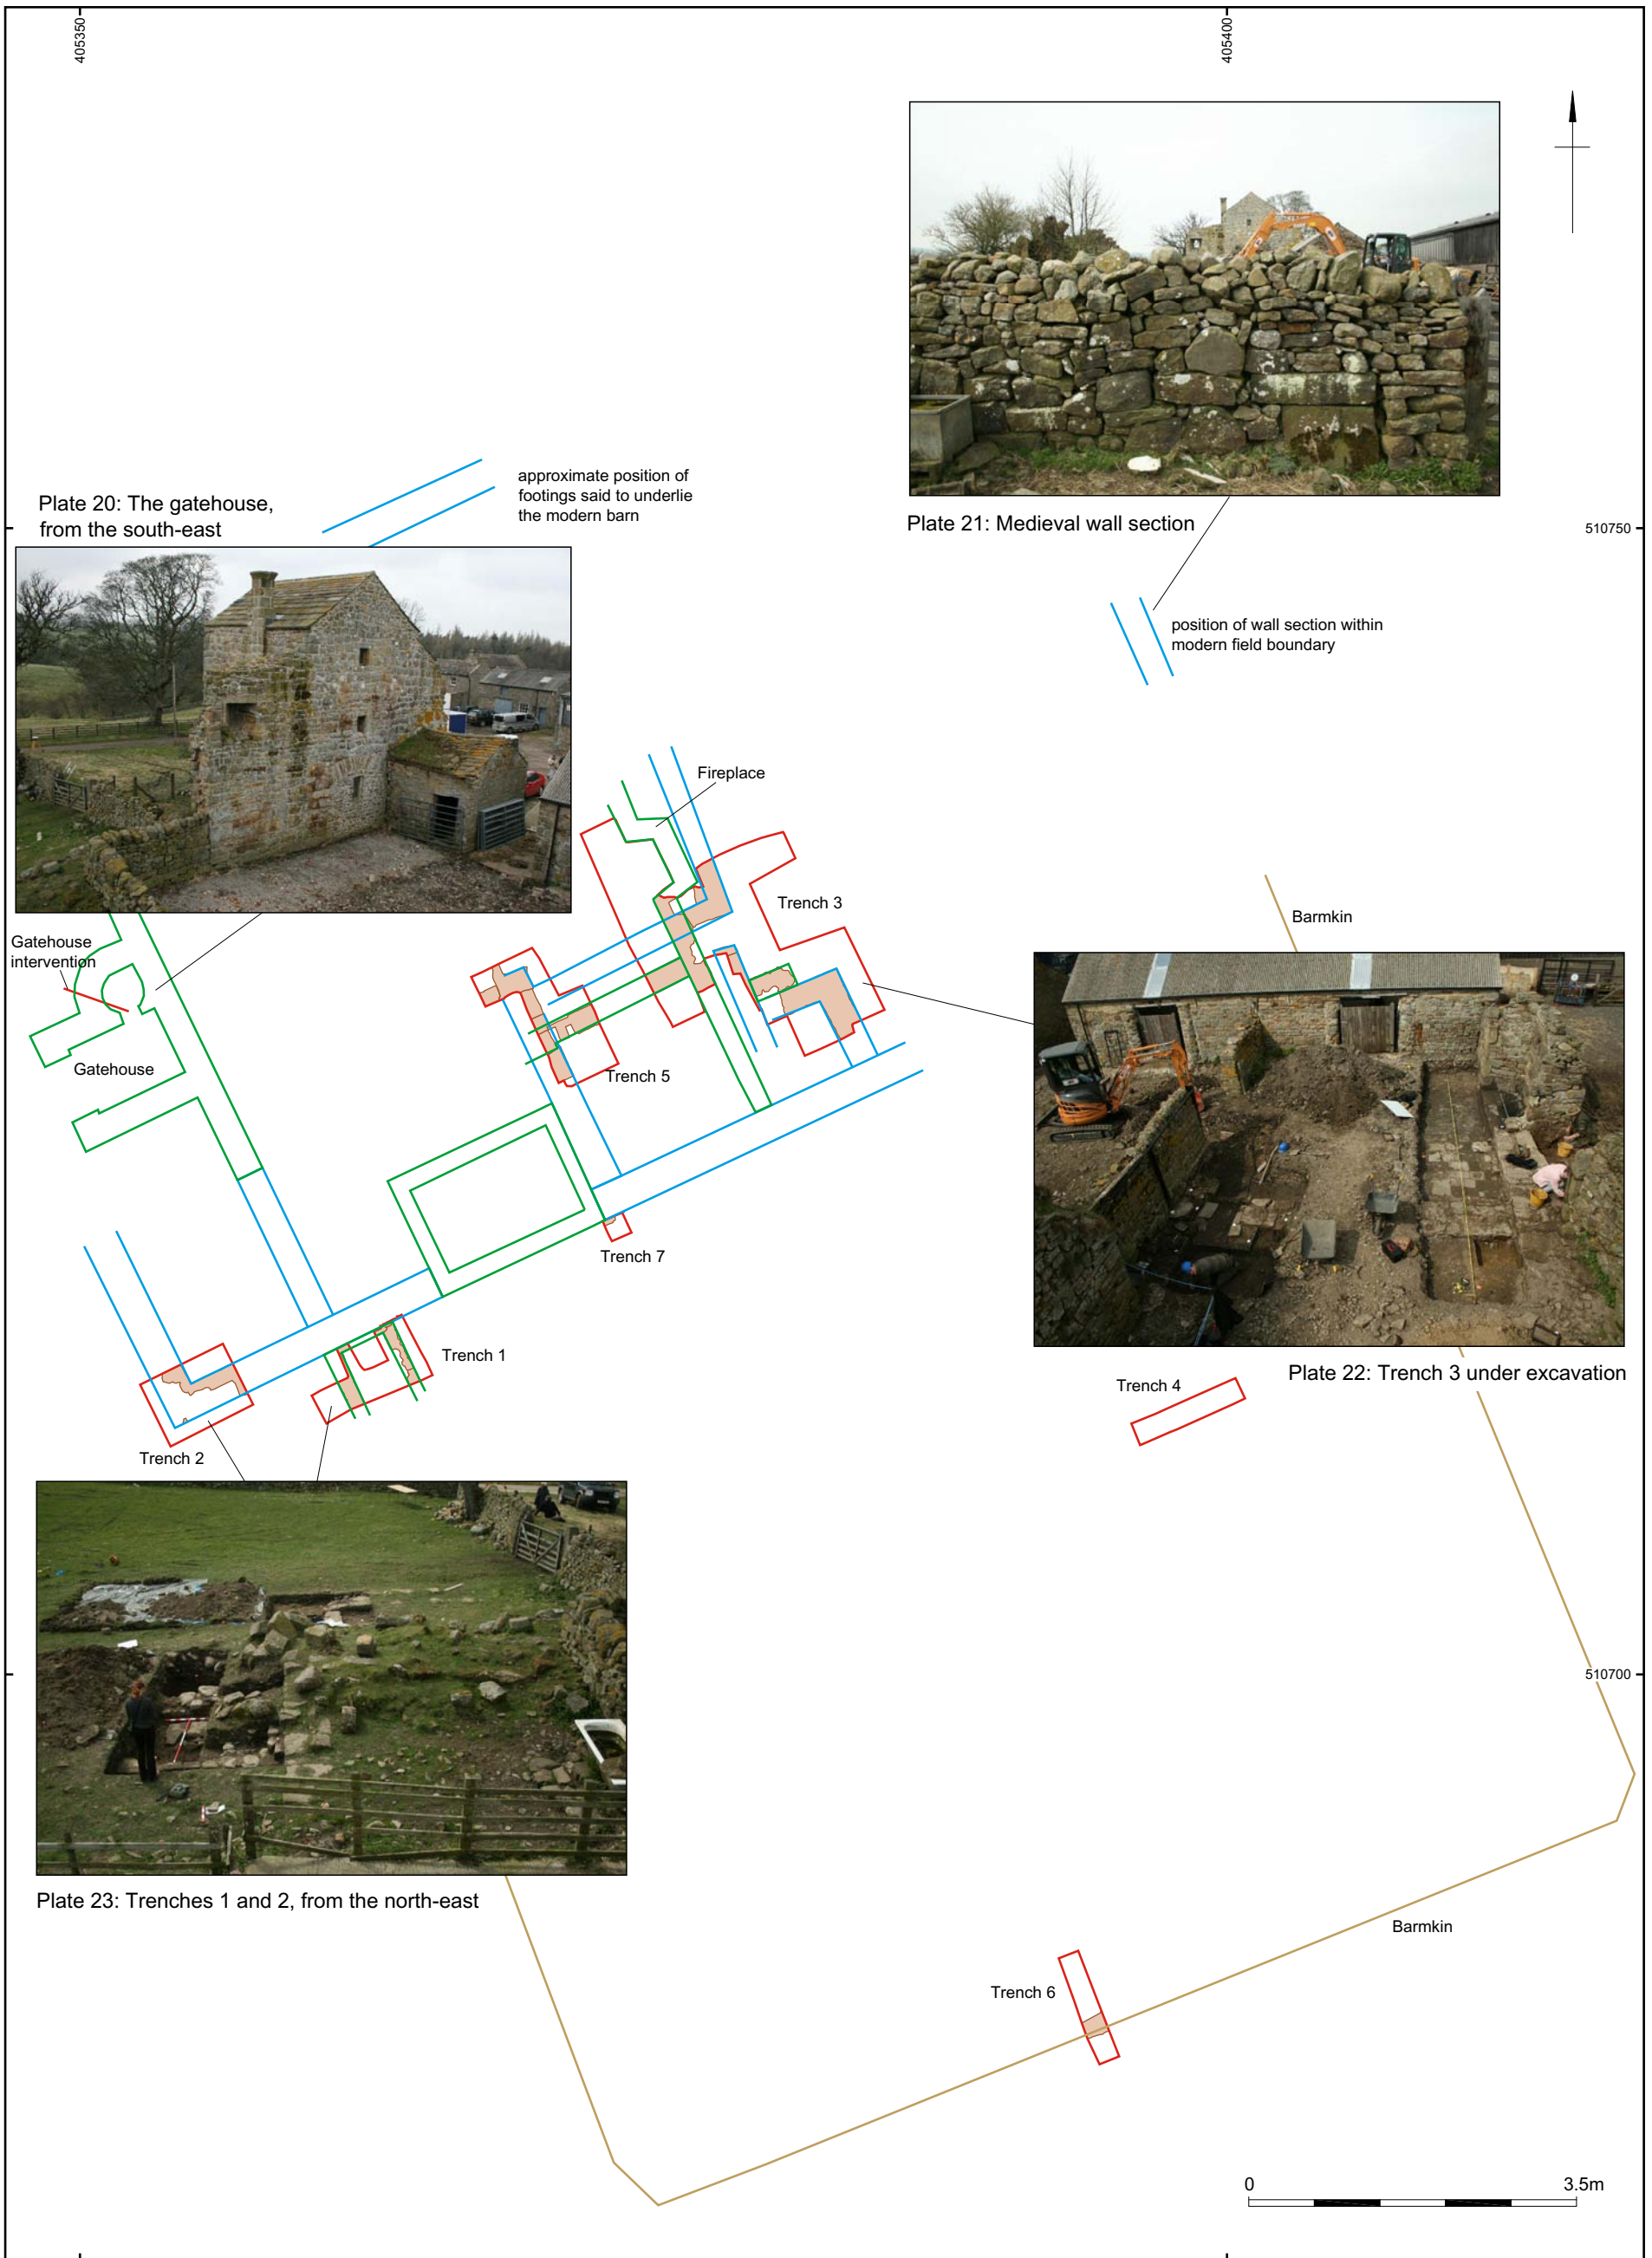 405350
405400
approximate position of
footings said to underlie
the modern barn
Plate 20: The gatehouse,
from the south-east
Plate 21: Medieval wall section
510750
position of wall section within
modern field boundary
Fireplace
Trench 3
Barmkin
Gatehouse
intervention
Gatehouse
Trench 5
Trench 7
Trench 1
Trench 2
Plate 22: Trench 3 under excavation
Trench 4
510700
Plate 23: Trenches 1 and 2, from the north-east
Barmkin
Trench 6
0
3.5m